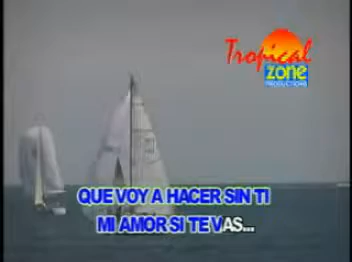 Tropical
zone
PRODUCTIONS
QUE VOY A HACER SIN TI
MI AMOR SI TE VAS...